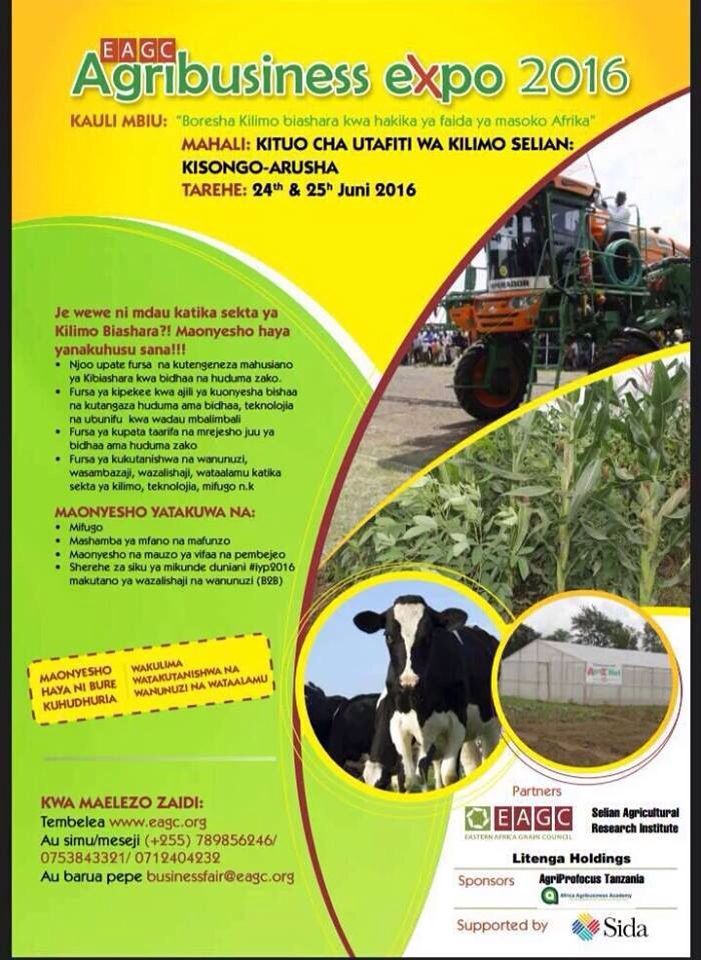 EAGC
Agribusiness expo 2016
KAULI MBIU: "Boresha Kilimo biashara kwa hakika ya faida ya masoko Afrika"
MAHALI: KITUO CHA UTAFITI WA KILIMO SELIAN:
KISONGO-ARUSHA
TAREHE: 24th & 25h Juni 2016
Je wewe ni mdau katika sekta ya
Kilimo Biashara?! Maonyesho haya
yanakuhusu sana!!!
• Njoo upate fursa na kutengeneza mahusiano
ya Kibiashara kwa bidhaa na huduma zako.
• Fursa ya kipekee kwa ajili ya kuonyesha bishaa
na kutangaza huduma ama bidhaa, teknolojia
na ubunifu kwa wadau mbalimbali
• Fursa ya kupata taarifa na mrejesho juu ya
bidhaa ama huduma zako
• Fursa ya kukutanishwa na wanunuzi,
wasambazaji, wazalishaji, wataalamu katika
sekta ya kilimo, teknolojia, mifugo n.k
MAONYESHO YATAKUWA NA:
• Mifugo
• Mashamba ya mfano na mafunzo
• Maonyesho na mauzo ya vifaa na pembejeo
• Sherehe za siku ya mikunde duniani #iyp2016
makutano ya wazalishaji na wanunuzi (B2B)
MAONYESHO
HAYA NI BURE
KUHUDHURIA
WAKULIMA
WATAKUTANISHWA NA
WANUNUZI NA WATAALAMU
KWA MAELEZO ZAIDI:
Tembelea www.eagc.org
Au simu/meseji (+255) 789856246/
0753843321/ 0712404232
Au barua pepe businessfair@eagc.org
Partners
EAGC
EASTERN AFRICA GRAIN COUNCIL
Selian Agricultural
Research Institute
Litenga Holdings
Sponsors
AgriProfocus Tanzania
Africa Agribusiness Academy
Supported by
Sida